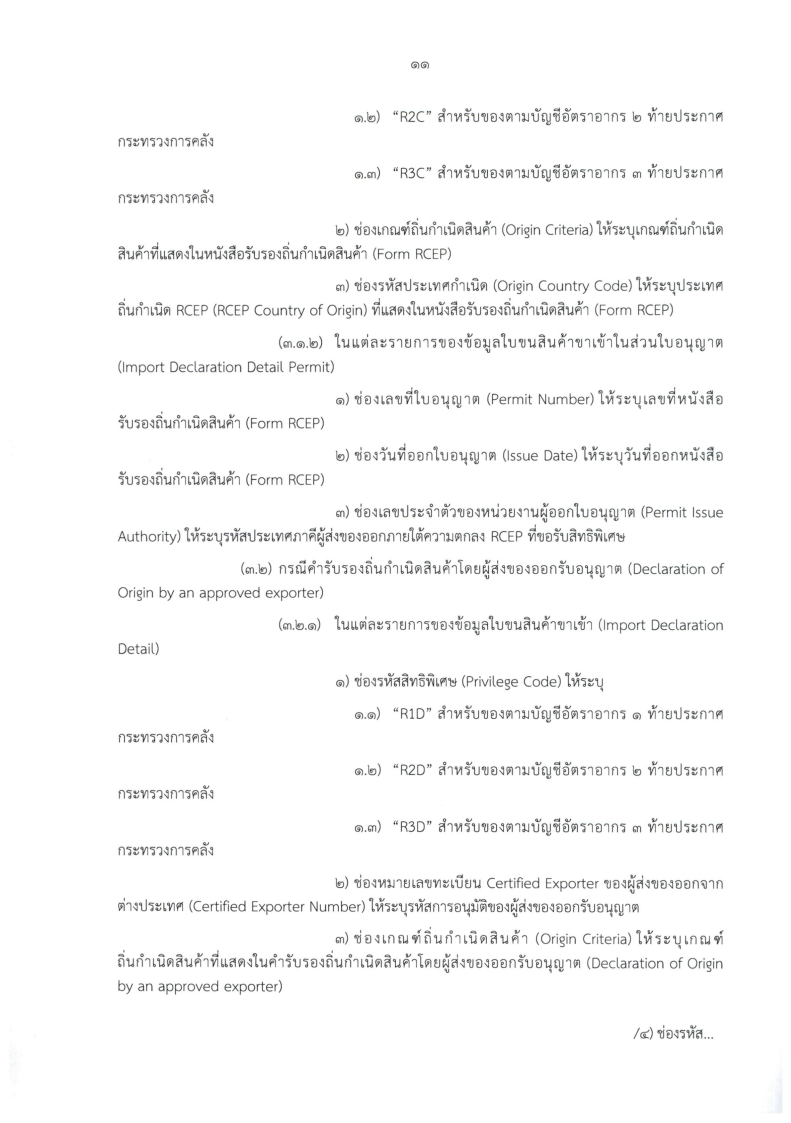 ๑๑
๑.๒) “R2C” สำหรับของตามบัญชีอัตราอากร ๒ ท้ายประกาศ
กระทรวงการคลัง
๑.๓) “R3C” สำหรับของตามบัญชีอัตราอากร ๓ ท้ายประกาศ
กระทรวงการคลัง
๒) ช่องเกณฑ์ถิ่นกำเนิดสินค้า (Origin Criteria) ให้ระบุเกณฑ์ถิ่นกำเนิด
สินค้าที่แสดงในหนังสือรับรองถิ่นกำเนิดสินค้า (Form RCEP)
๓) ช่องรหัสประเทศกำเนิด (Origin Country Code) ให้ระบุประเทศ
ถิ่นกำเนิด RCEP (RCEP Country of Origin) ที่แสดงในหนังสือรับรองถิ่นกำเนิดสินค้า (Form RCEP)
(๓.๑.๒) ในแต่ละรายการของข้อมูลใบขนสินค้าขาเข้าในส่วนใบอนุญาต
(Import Declaration Detail Permit)
๑) ช่องเลขที่ใบอนุญาต (Permit Number) ให้ระบุเลขที่หนังสือ
รับรองถิ่นกำเนิดสินค้า (Form RCEP)
๒) ช่องวันที่ออกใบอนุญาต (Issue Date) ให้ระบุวันที่ออกหนังสือ
รับรองถิ่นกำเนิดสินค้า (Form RCEP)
๓) ช่องเลขประจำตัวของหน่วยงานผู้ออกใบอนุญาต (Permit Issue
Authority) ให้ระบุรหัสประเทศภาคีผู้ส่งของออกภายใต้ความตกลง RCEP ที่ขอรับสิทธิพิเศษ
(๓.๒) กรณีคำรับรองถิ่นกำเนิดสินค้าโดยผู้ส่งของออกรับอนุญาต (Declaration of
Origin by an approved exporter)
(๓.๒.๑) ในแต่ละรายการของข้อมูลใบขนสินค้าขาเข้า (Import Declaration
Detail)
๑) ช่องรหัสสิทธิพิเศษ (Privilege Code) ให้ระบุ
๑.๑) “R1D” สำหรับของตามบัญชีอัตราอากร ๑ ท้ายประกาศ
กระทรวงการคลัง
๑.๒) “R2D” สำหรับของตามบัญชีอัตราอากร ๒ ท้ายประกาศ
กระทรวงการคลัง
๑.๓) “R3D” สำหรับของตามบัญชีอัตราอากร ๓ ท้ายประกาศ
กระทรวงการคลัง
๒) ช่องหมายเลขทะเบียน Certified Exporter ของผู้ส่งของออกจาก
ต่างประเทศ (Certified Exporter Number) ให้ระบุรหัสการอนุมัติของผู้ส่งของออกรับอนุญาต
๓) ช่องเกณฑ์ถิ่นกำเนิดสินค้า (Origin Criteria) ให้ระบุเกณฑ์
ถิ่นกำเนิดสินค้าที่แสดงในคำรับรองถิ่นกำเนิดสินค้าโดยผู้ส่งของออกรับอนุญาต (Declaration of Origin
by an approved exporter)
/๔) ช่องรหัส...